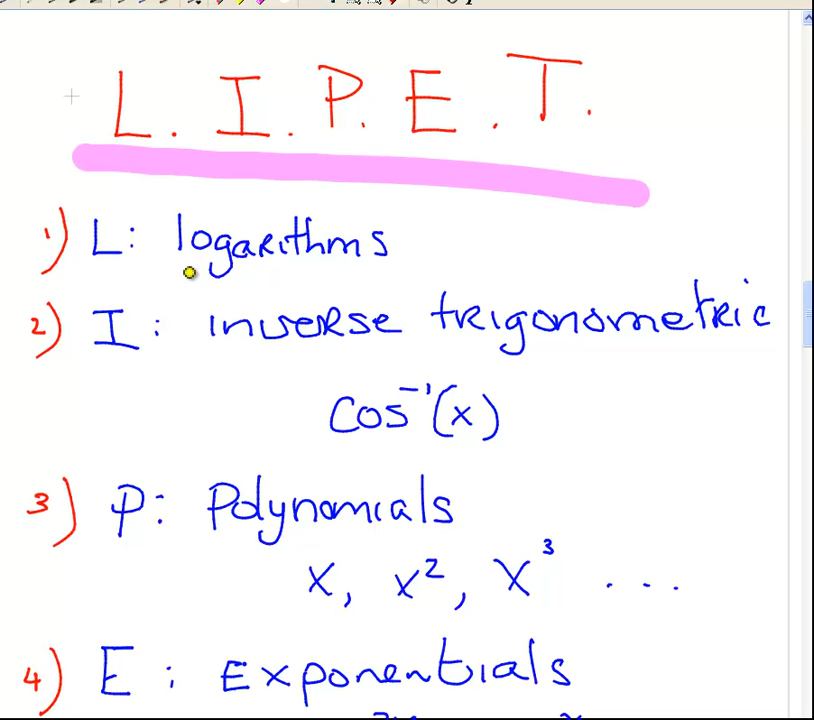 L. I. P. E. T.
1) L: logarithms
2) I: inverse trigonometric
cos⁻¹(x)
3) P: Polynomials
x, x², x³ ...
4) E: Exponentials